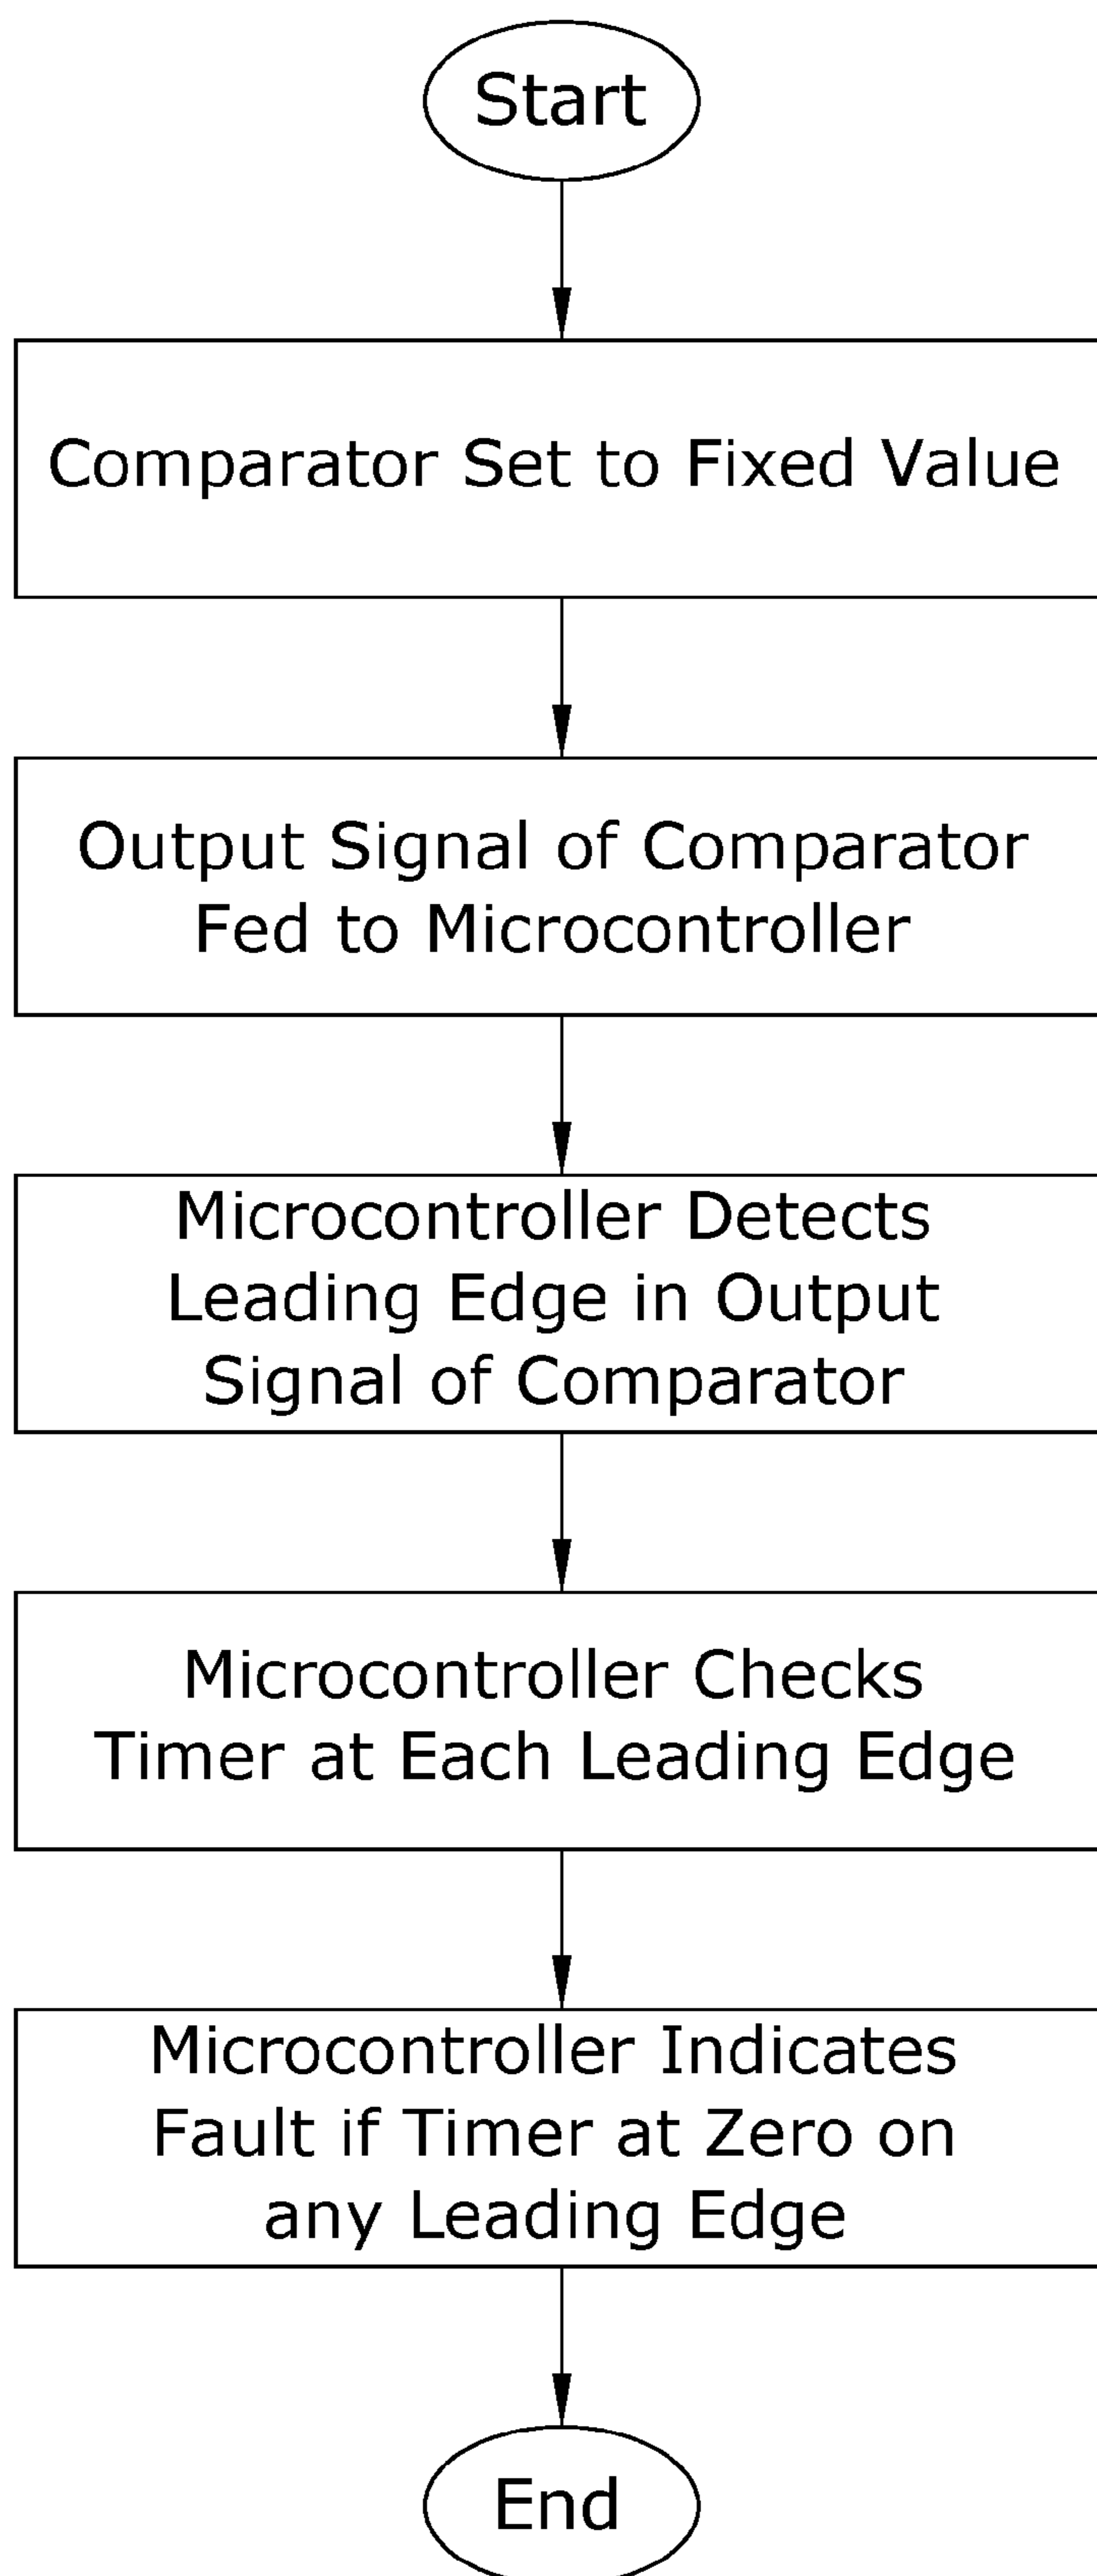 Start
Comparator Set to Fixed Value
Output Signal of Comparator
Fed to Microcontroller
Microcontroller Detects
Leading Edge in Output
Signal of Comparator
Microcontroller Checks
Timer at Each Leading Edge
Microcontroller Indicates
Fault if Timer at Zero on
any Leading Edge
End